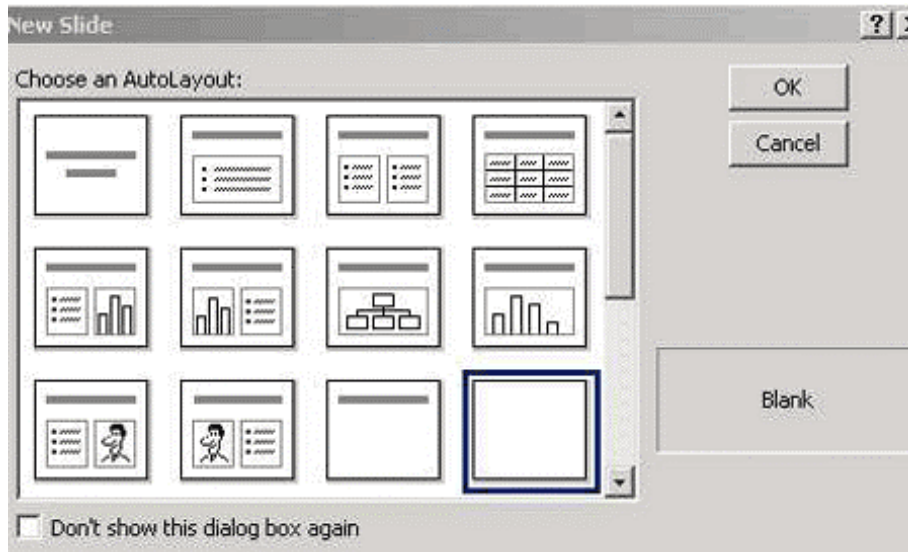 New Slide
?
Choose an AutoLayout:
OK
Cancel
Blank
Don't show this dialog box again